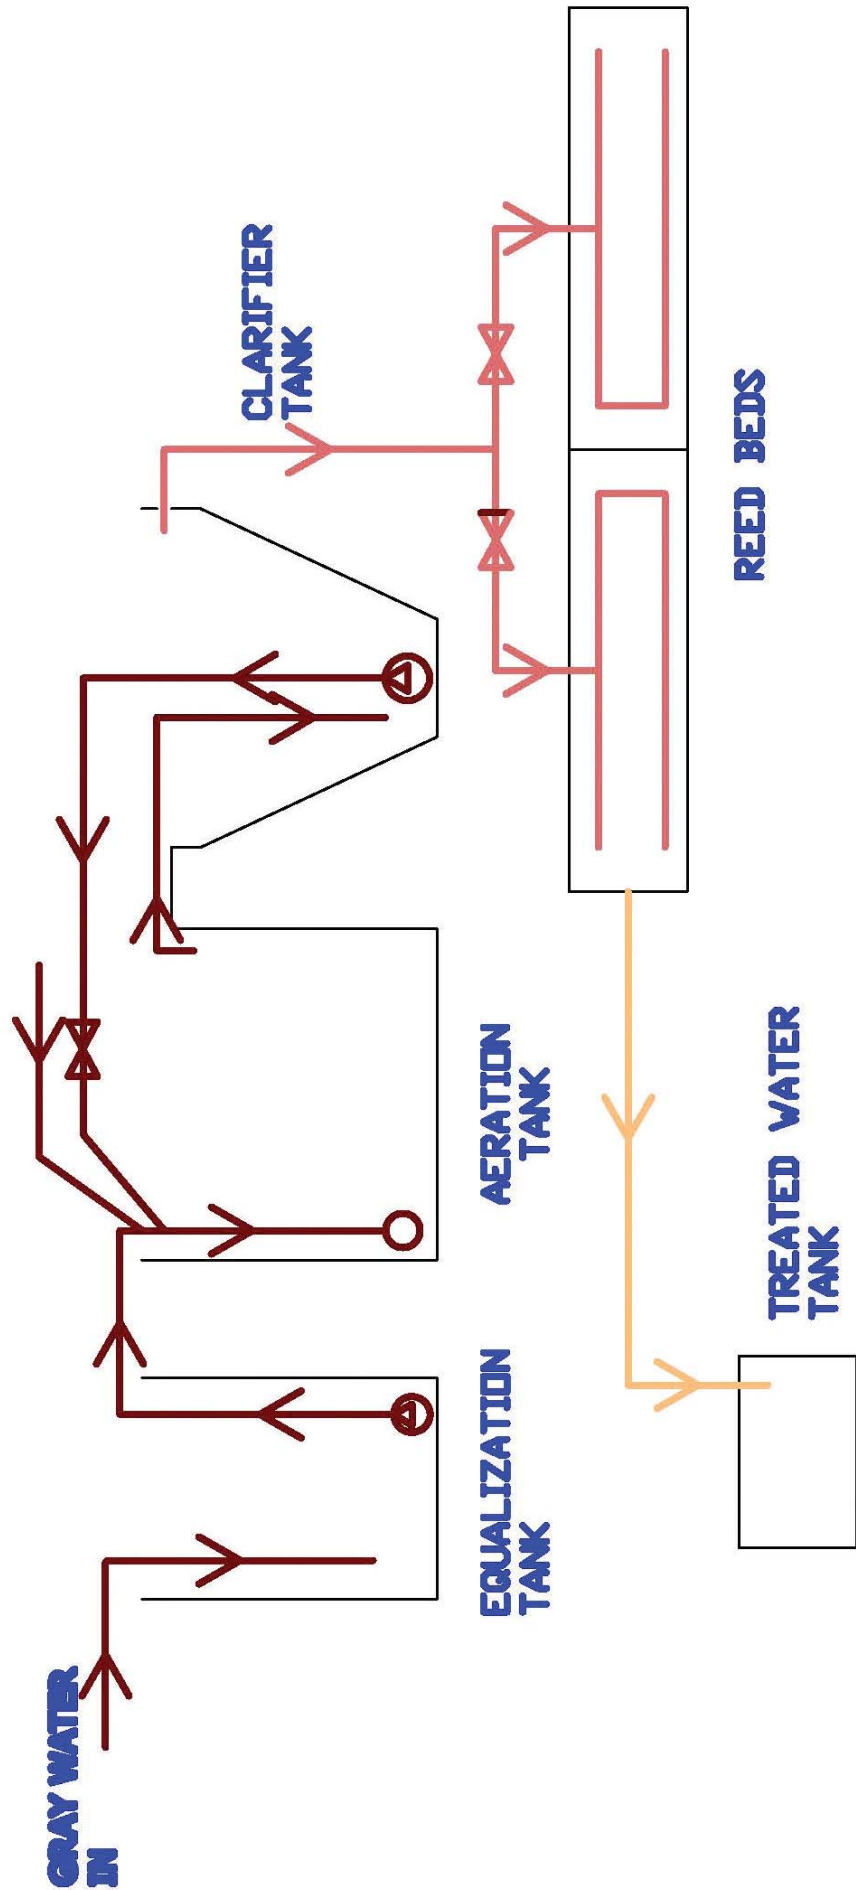 GRAY WATER
IN
EQUALIZATION
TANK
AERATION
TANK
CLARIFIER
TANK
REED BEDS
TREATED WATER
TANK